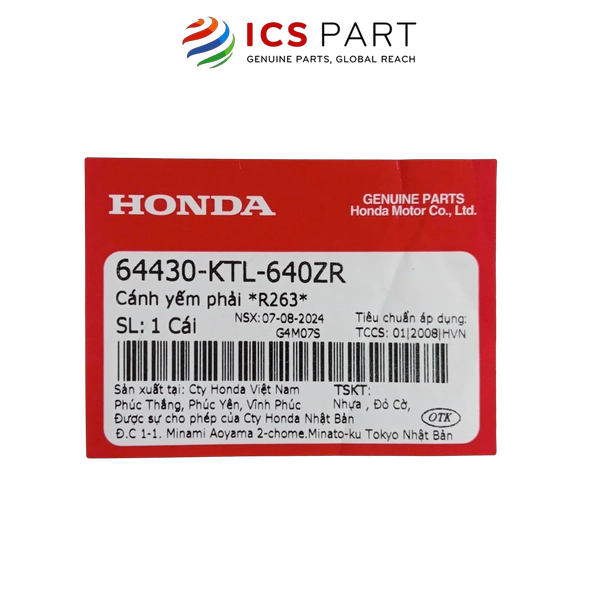 ICS PART
GENUINE PARTS, GLOBAL REACH
HONDA
GENUINE PARTS
Honda Motor Co., Ltd.
64430-KTL-640ZR
Cánh yếm phải *R263*
SL: 1 Cái
NSX: 07-08-2024
G4M07S
Tiêu chuẩn áp dụng:
TCCS: 01|2008|HVN
Sản xuất tại: Cty Honda Việt Nam
Phúc Thắng, Phúc Yên, Vĩnh Phúc
Được sự cho phép của Cty Honda Nhật Bản
Đ.C 1-1. Minami Aoyama 2-chome.Minato-ku Tokyo Nhật Bản
TSKT:
Nhựa , Đỏ Cờ,
OTK